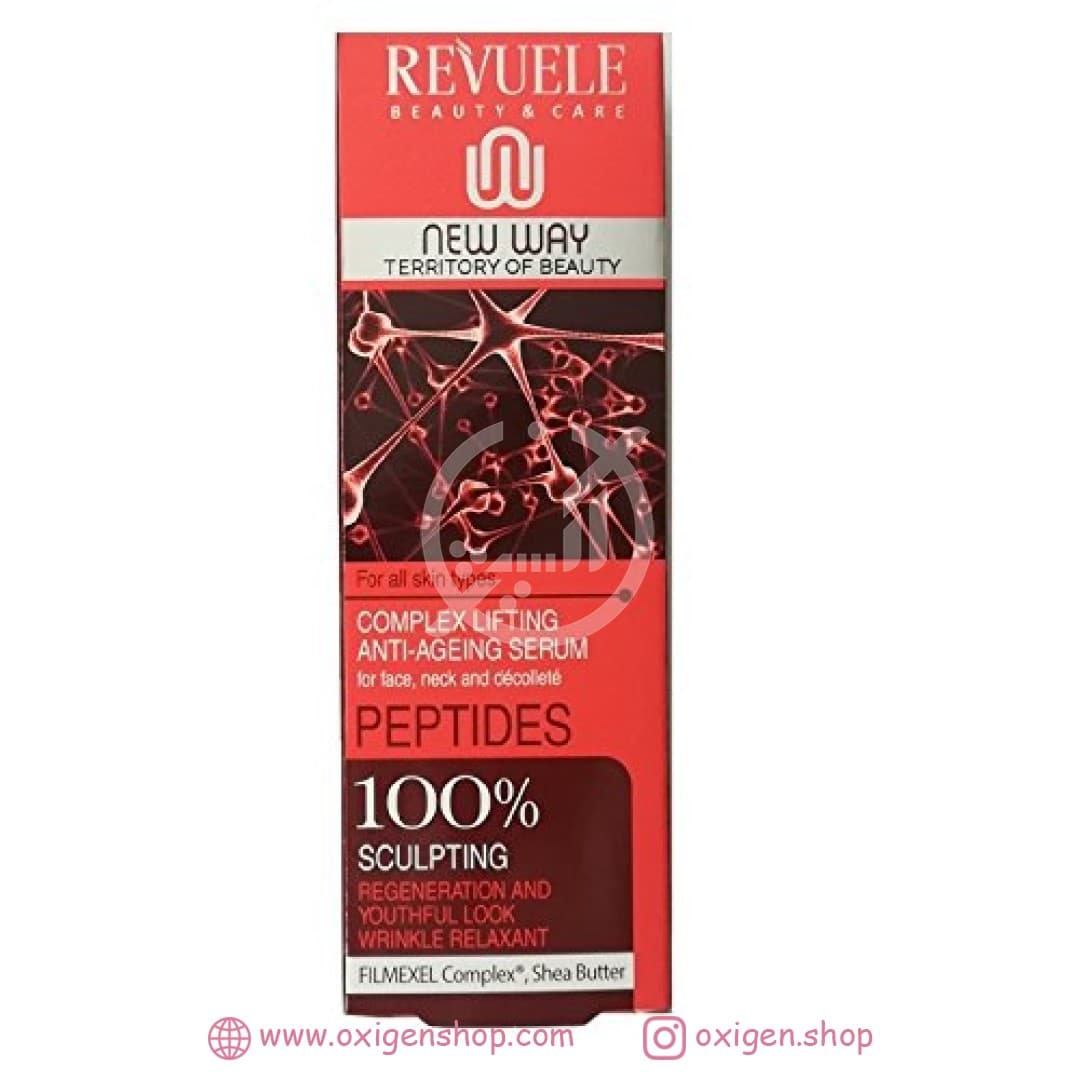 REVUELE
BEAUTY & CARE
NEW WAY
TERRITORY OF BEAUTY
For all skin types
COMPLEX LIFTING
ANTI-AGEING SERUM
for face, neck and décolleté
PEPTIDES
100%
SCULPTING
REGENERATION AND
YOUTHFUL LOOK
WRINKLE RELAXANT
FILMEXEL Complex®, Shea Butter
www.oxigenshop.com
oxigen.shop